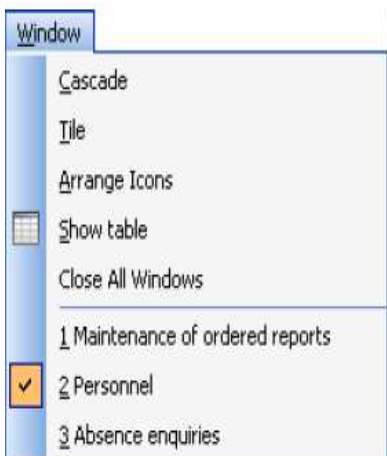 Window
Cascade
Tile
Arrange Icons
Show table
Close All Windows
1 Maintenance of ordered reports
2 Personnel
3 Absence enquiries